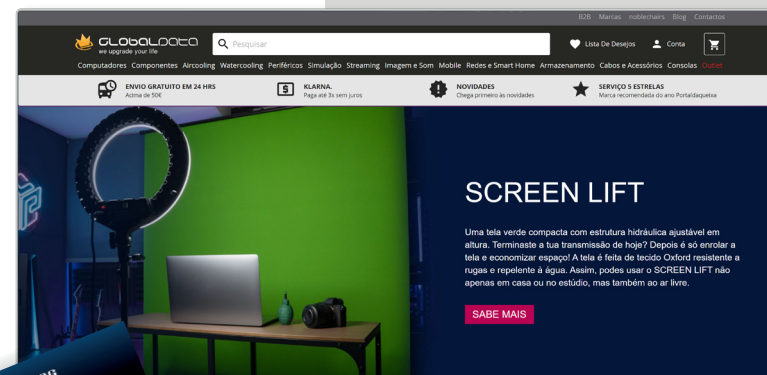 B2B Marcas noblechairs Blog Contactos
GLOBALDATA
we upgrade your life
Pesquisar
Lista De Desejos
Conta
Computadores Componentes Aircooling Watercooling Periféricos Simulação Streaming Imagem e Som Mobile Redes e Smart Home Armazenamento Cabos e Acessórios Consolas Outlet
ENVIO GRATUITO EM 24 HRS
Acima de 50€
KLARNA.
Paga até 3x sem juros
NOVIDADES
Chega primeiro às novidades
SERVIÇO 5 ESTRELAS
Marca recomendada do ano Portaldaqueixa
SCREEN LIFT
Uma tela verde compacta com estrutura hidráulica ajustável em
altura. Terminaste a tua transmissão de hoje? Depois é só enrolar a
tela e economizar espaço! A tela é feita de tecido Oxford resistente a
rugas e repelente à água. Assim, podes usar o SCREEN LIFT não
apenas em casa ou no estúdio, mas também ao ar livre.
SABE MAIS